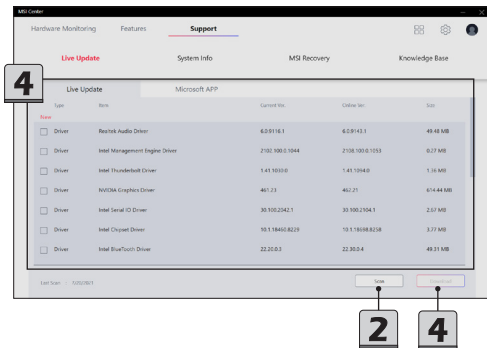 MSI Center
Hardware Monitoring Features Support
Live Update System Info MSI Recovery Knowledge Base
4
Live Update Microsoft APP
Type Item Current Ver. Online Ver. Size
New
Driver Realtek Audio Driver 6.0.9116.1 6.0.9143.1 49.48 MB
Driver Intel Management Engine Driver 2102.100.0.1044 2108.100.0.1053 0.27 MB
Driver Intel Thunderbolt Driver 1.41.1030.0 1.41.1094.0 1.36 MB
Driver NVIDIA Graphics Driver 461.23 462.21 614.44 MB
Driver Intel Serial IO Driver 30.100.2042.1 30.100.2104.1 2.67 MB
Driver Intel Chipset Driver 10.1.18460.8229 10.1.18698.8258 3.77 MB
Driver Intel BlueTooth Driver 22.20.0.3 22.30.0.4 49.31 MB
Last Scan Scan Download
2 4